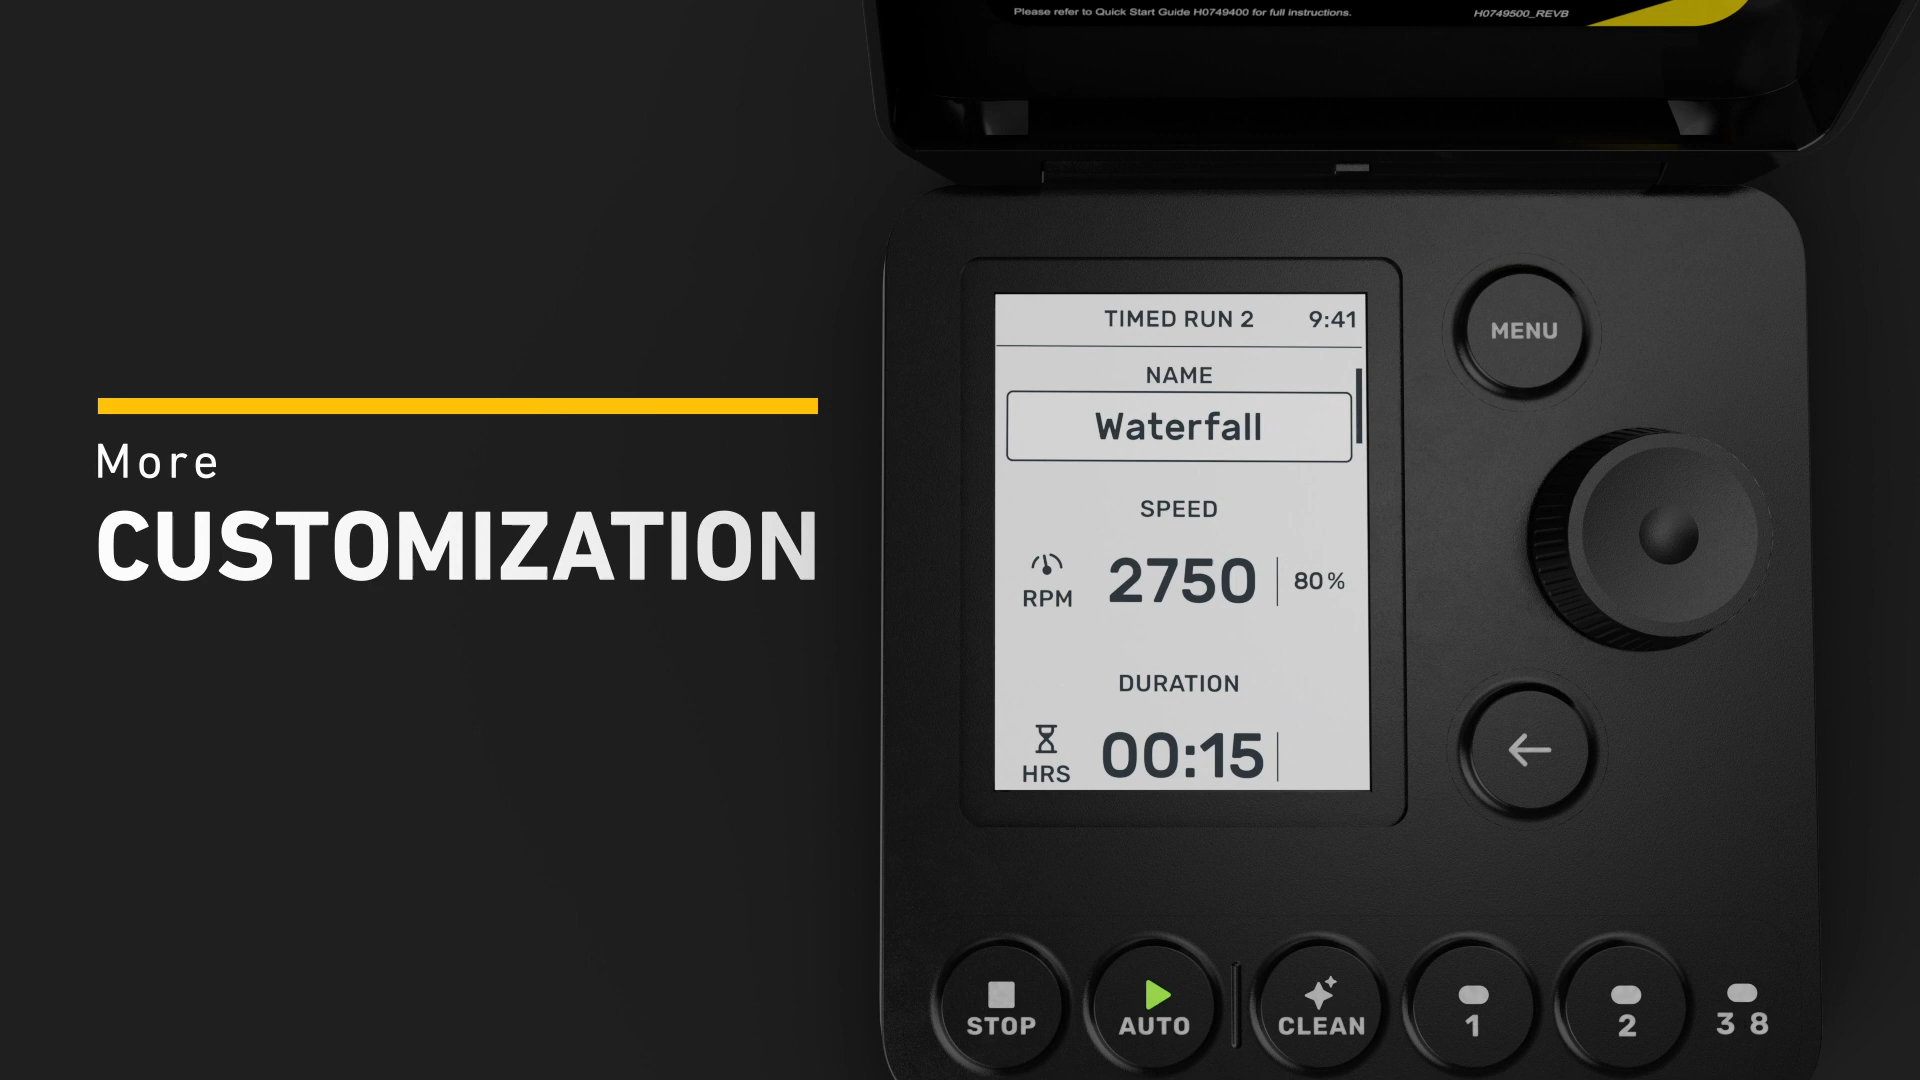 Please refer to Quick Start Guide H0749400 for full instructions.
H0749500_REVB
More
CUSTOMIZATION
TIMED RUN 2 9:41
NAME
Waterfall
SPEED
RPM 2750 80%
DURATION
HRS 00:15
MENU
STOP
AUTO
CLEAN
1
2
3 8